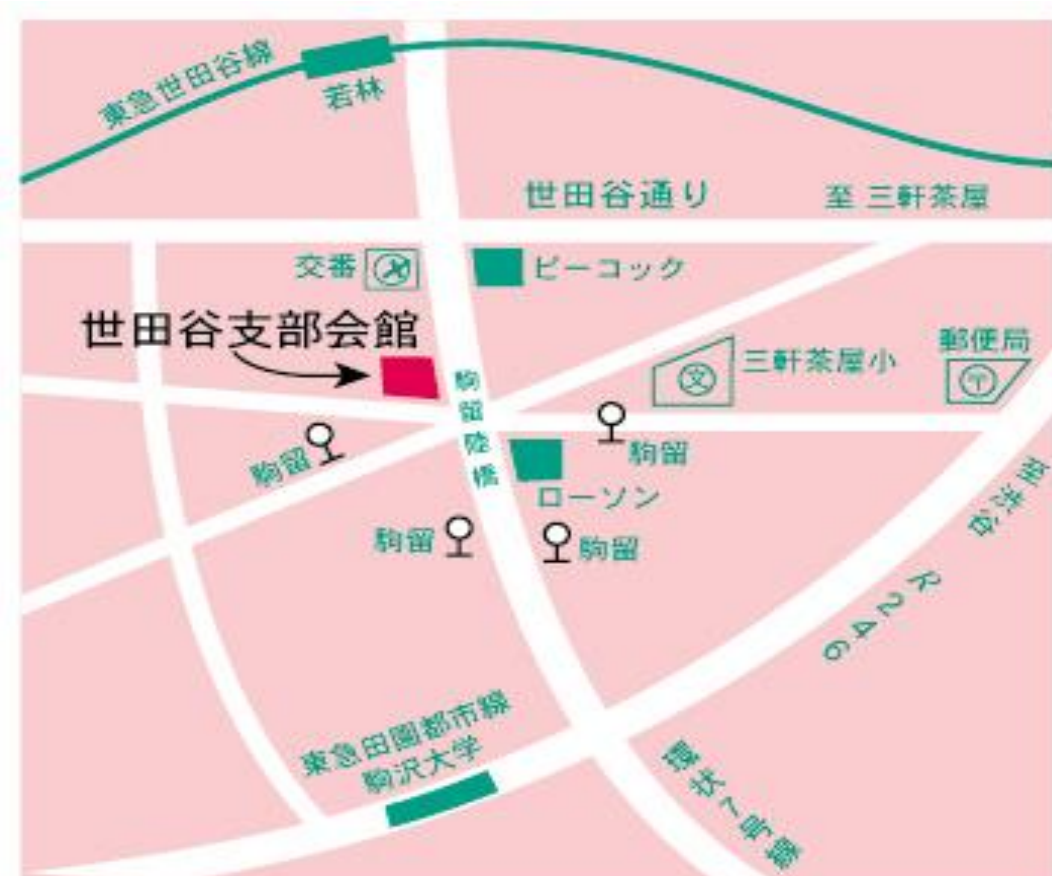 東急世田谷線
若林
世田谷通り
至 三軒茶屋
交番
ピーコック
世田谷支部会館
駒留陸橋
文
三軒茶屋小
郵便局
〒
駒留
駒留
ローソン
駒留
駒留
至渋谷
R246
東急田園都市線
駒沢大学
環状7号線